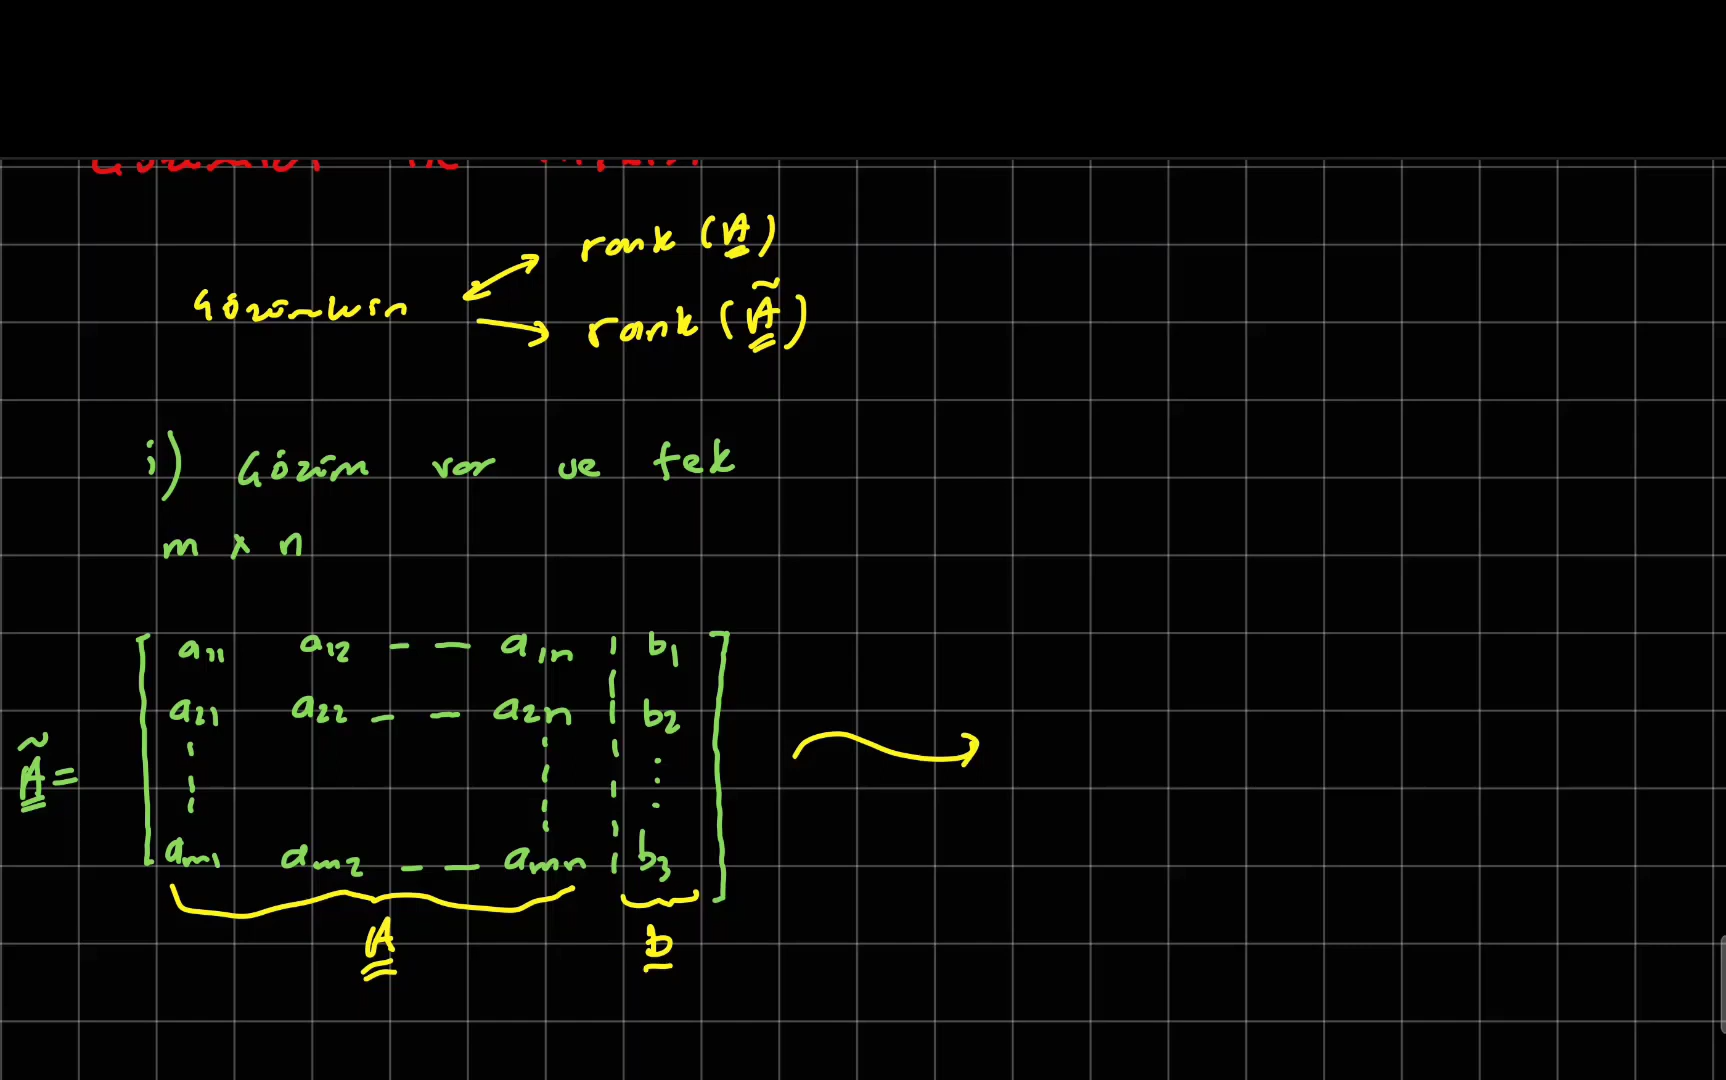 rank (A)
Çözümün için
rank (Ã)
i) Çözüm var ve tek
m x n
a11 a12 - - a1n | b1
a21 a22 - - a2n | b2
Ã =
am1 am2 - - amn | b3
A b